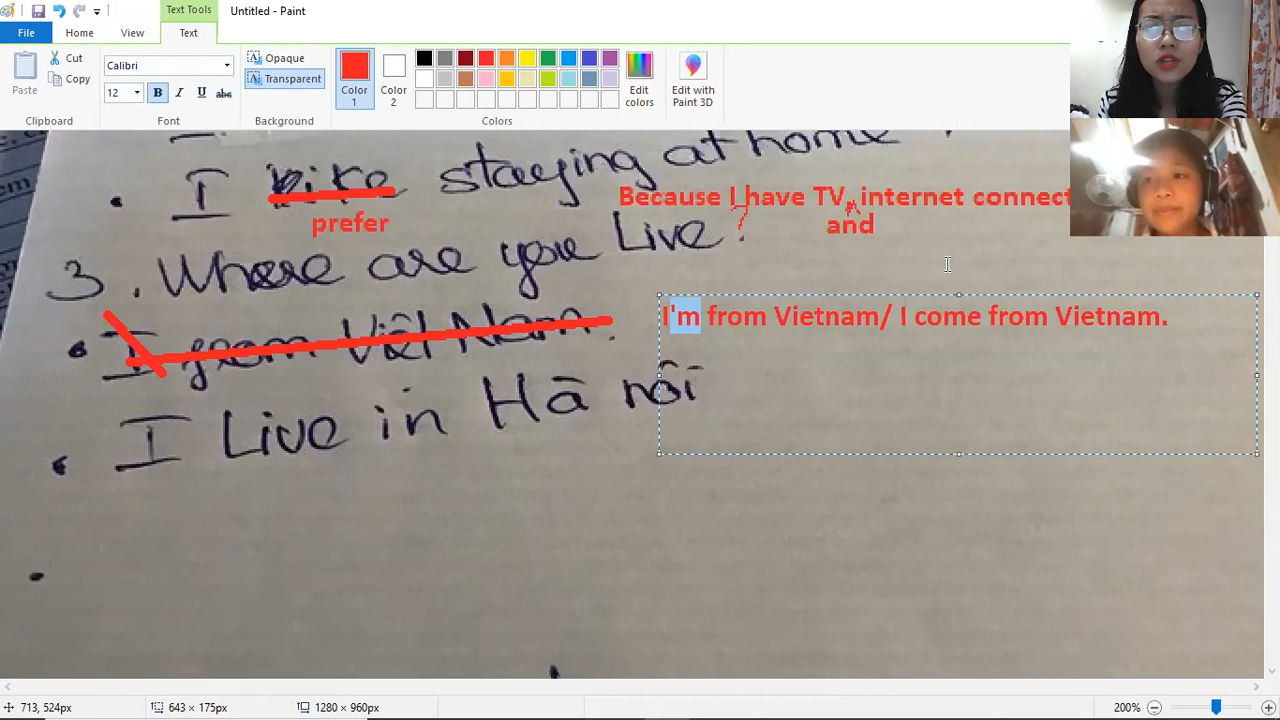 Text Tools
Untitled - Paint
File
Home
View
Text
Paste
Cut
Copy
Clipboard
Calibri
12
B I U abc
Font
Opaque
Transparent
Background
Color 1
Color 2
Edit colors
Edit with Paint 3D
Colors
I staying at home
prefer
Because I have TV, internet connect
and
3. Where are you Live?
I from Việt Nam.
I'm from Vietnam/ I come from Vietnam.
I Live in Hà nôi
713, 524px
643 × 175px
1280 × 960px
200%